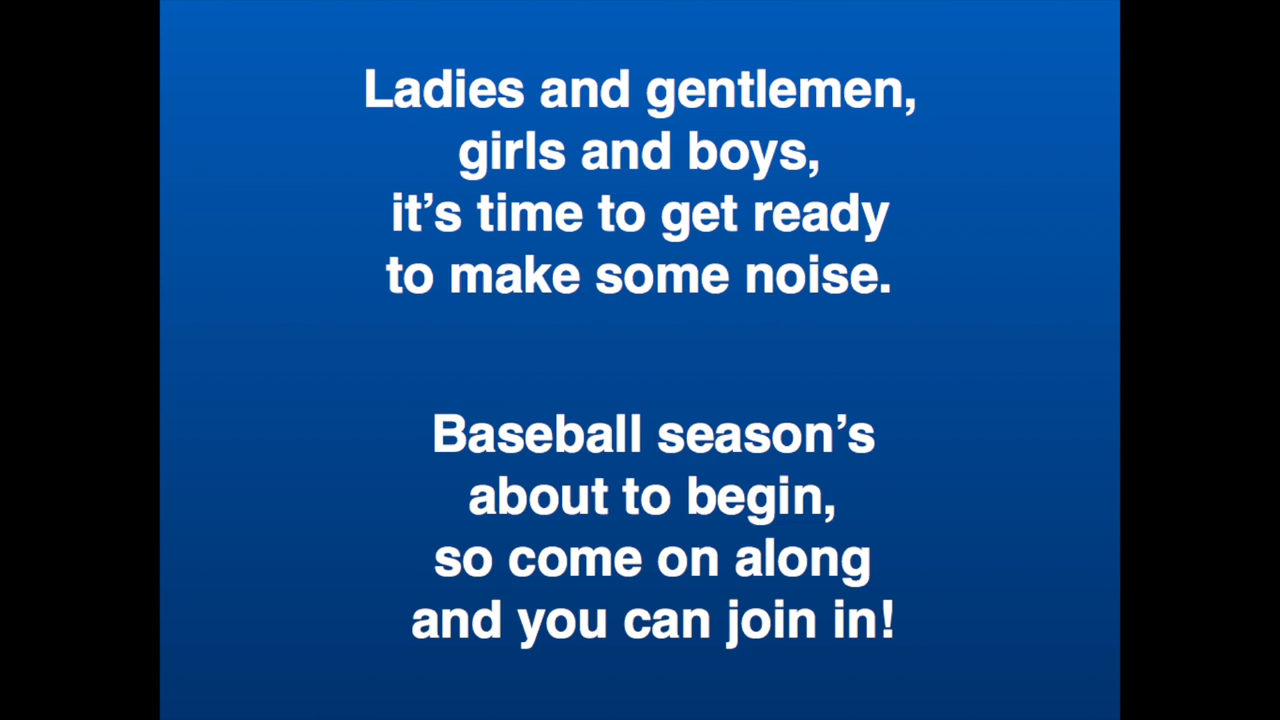 Ladies and gentlemen,
girls and boys,
it’s time to get ready
to make some noise.
Baseball season’s
about to begin,
so come on along
and you can join in!